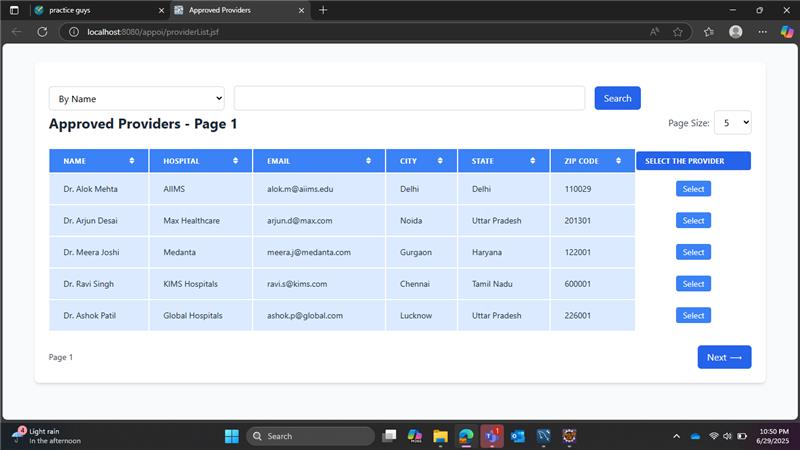 practice guys
Approved Providers
localhost:8080/appoi/providerList.jsf
By Name
Search
Approved Providers - Page 1
Page Size: 5
NAME HOSPITAL EMAIL CITY STATE ZIP CODE SELECT THE PROVIDER
Dr. Alok Mehta AIIMS alok.m@aiims.edu Delhi Delhi 110029 Select
Dr. Arjun Desai Max Healthcare arjun.d@max.com Noida Uttar Pradesh 201301 Select
Dr. Meera Joshi Medanta meera.j@medanta.com Gurgaon Haryana 122001 Select
Dr. Ravi Singh KIMS Hospitals ravi.s@kims.com Chennai Tamil Nadu 600001 Select
Dr. Ashok Patil Global Hospitals ashok.p@global.com Lucknow Uttar Pradesh 226001 Select
Page 1
Next ⟶
4
Light rain
In the afternoon
Search
1
10:50 PM
6/29/2025